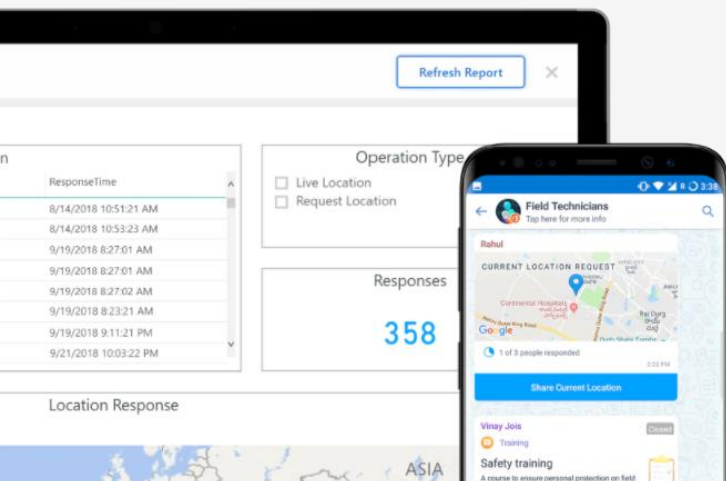 Refresh Report
n
ResponseTime
8/14/2018 10:51:21 AM
8/14/2018 10:53:23 AM
9/19/2018 8:27:01 AM
9/19/2018 8:27:01 AM
9/19/2018 8:27:02 AM
9/19/2018 8:23:21 AM
9/19/2018 9:11:21 PM
9/21/2018 10:03:22 PM
Operation Type
Live Location
Request Location
Responses
358
Location Response
ASIA
R 3:38
Field Technicians
Tap here for more info
Rahul
CURRENT LOCATION REQUEST
Continental Hospitals
Rai Durg
Google
1 of 3 people responded
Share Current Location
Vinay Jois
Closed
Training
Safety training
A course to ensure personal protection on field